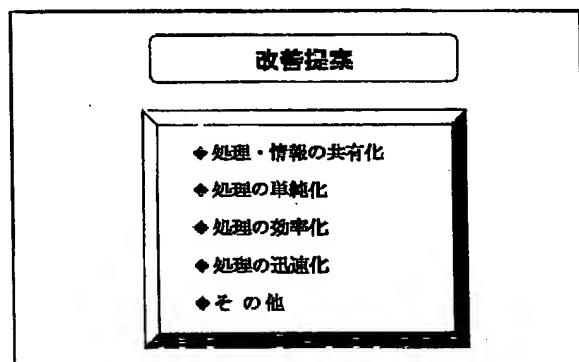 改善提案
◆処理・情報の共有化
◆処理の単純化
◆処理の効率化
◆処理の迅速化
◆その他